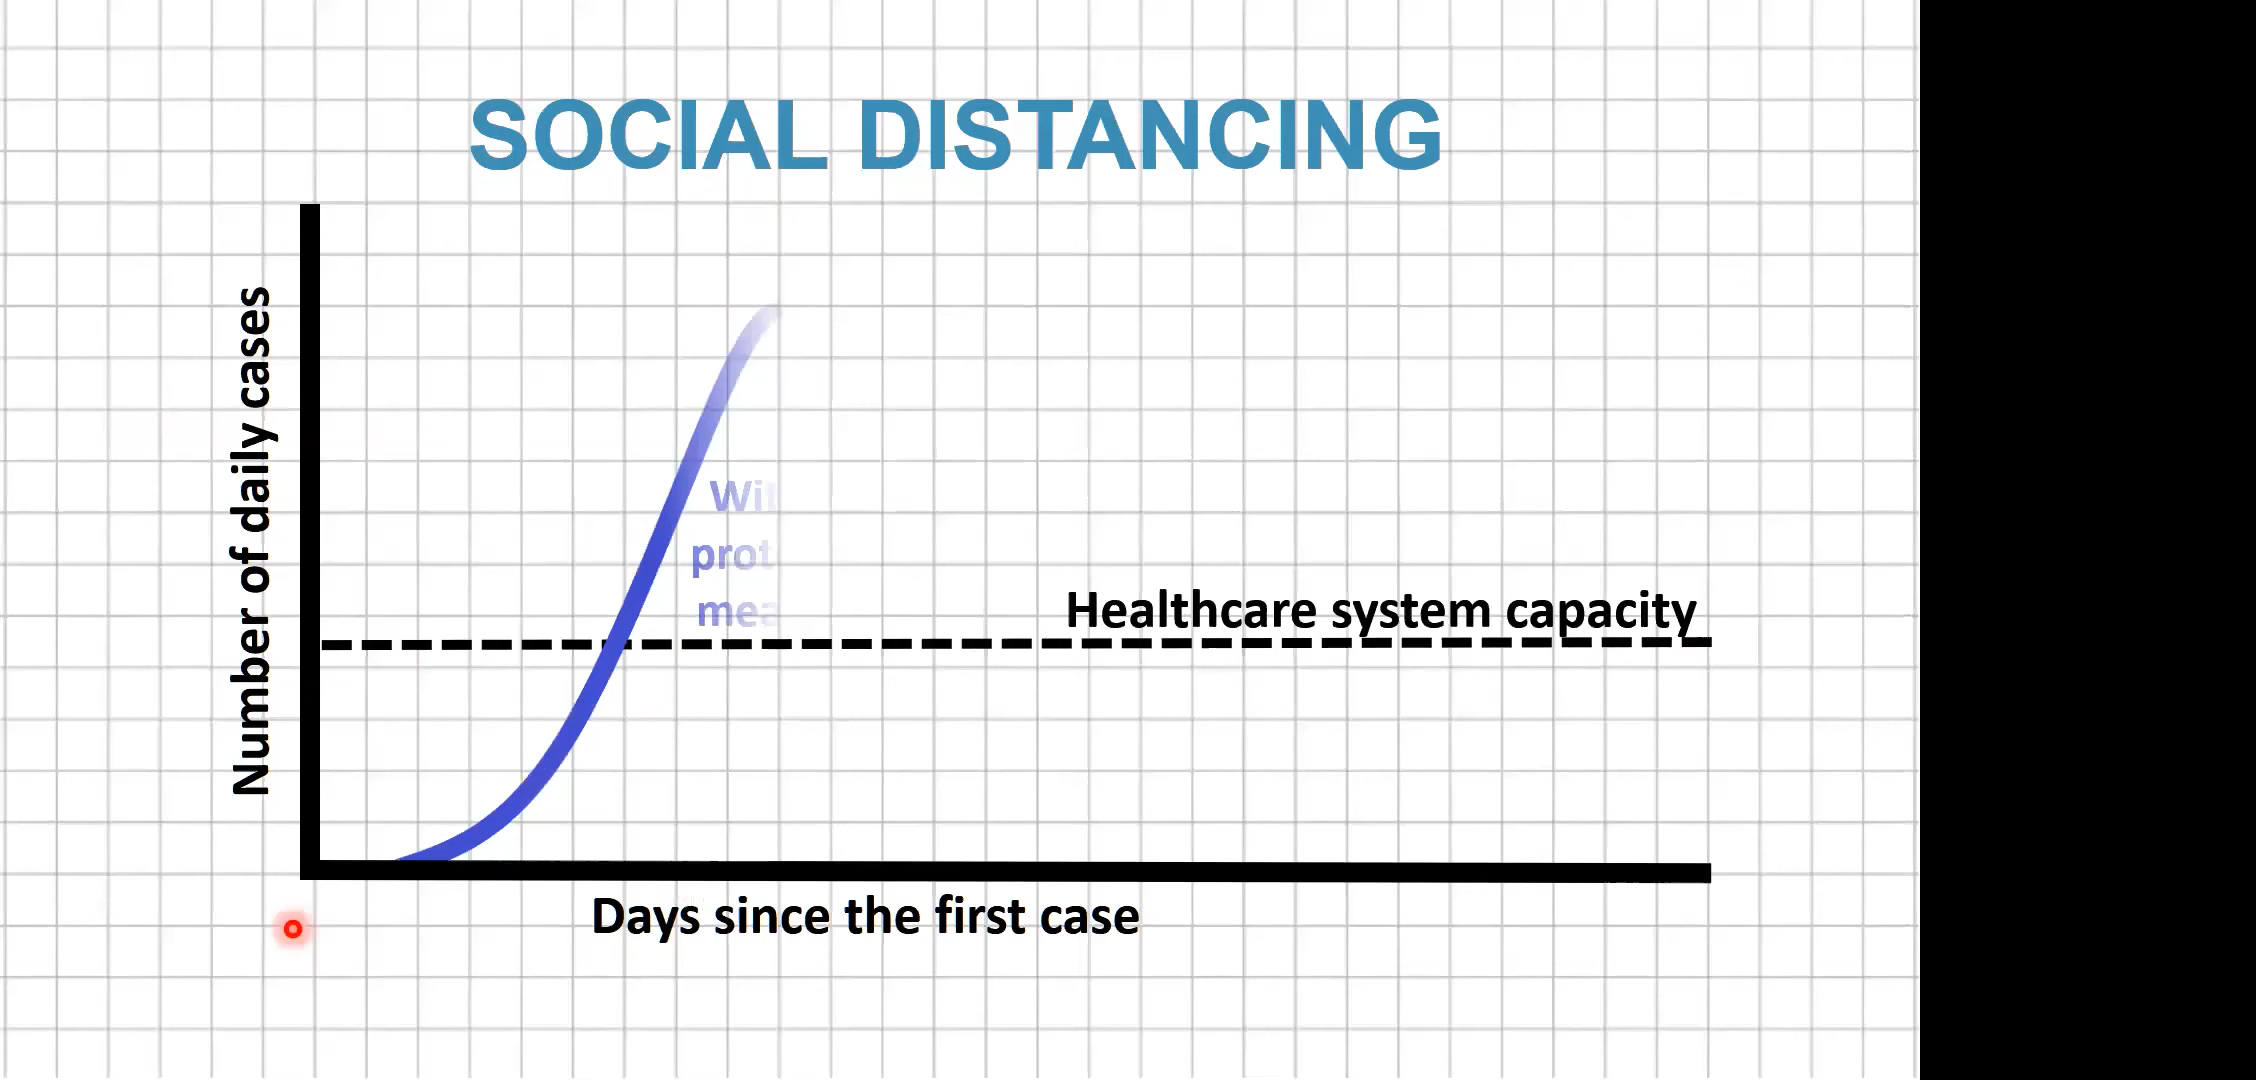 SOCIAL DISTANCING
Number of daily cases
Healthcare system capacity
Days since the first case